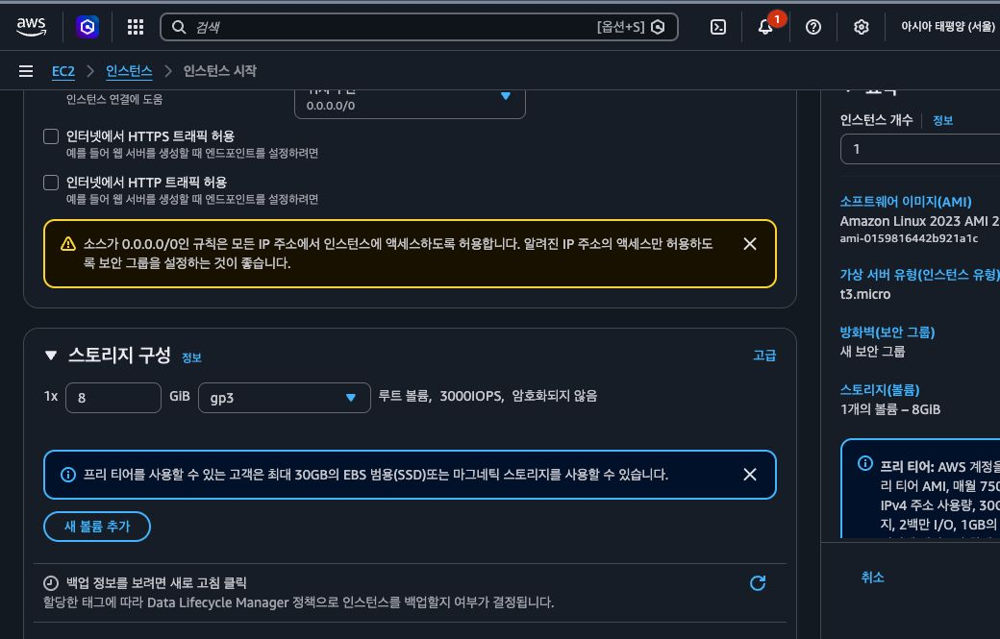 aws
검색
[옵션+S]
1
아시아 태평양 (서울)
EC2
인스턴스
인스턴스 시작
인스턴스 연결에 도움
0.0.0.0/0
인터넷에서 HTTPS 트래픽 허용
예를 들어 웹 서버를 생성할 때 엔드포인트를 설정하려면
인터넷에서 HTTP 트래픽 허용
예를 들어 웹 서버를 생성할 때 엔드포인트를 설정하려면
소스가 0.0.0.0/0인 규칙은 모든 IP 주소에서 인스턴스에 액세스하도록 허용합니다. 알려진 IP 주소의 액세스만 허용하도
록 보안 그룹을 설정하는 것이 좋습니다.
스토리지 구성 정보
고급
1x 8 GiB gp3 루트 볼륨, 3000IOPS, 암호화되지 않음
프리 티어를 사용할 수 있는 고객은 최대 30GB의 EBS 범용(SSD)또는 마그네틱 스토리지를 사용할 수 있습니다.
새 볼륨 추가
백업 정보를 보려면 새로 고침 클릭
할당한 태그에 따라 Data Lifecycle Manager 정책으로 인스턴스를 백업할지 여부가 결정됩니다.
인스턴스 개수 정보
1
소프트웨어 이미지(AMI)
Amazon Linux 2023 AMI 2
ami-0159816442b921a1c
가상 서버 유형(인스턴스 유형)
t3.micro
방화벽(보안 그룹)
새 보안 그룹
스토리지(볼륨)
1개의 볼륨 – 8GiB
프리 티어: AWS 계정을
리 티어 AMI, 매월 750
IPv4 주소 사용량, 30G
지, 2백만 I/O, 1GB의
취소